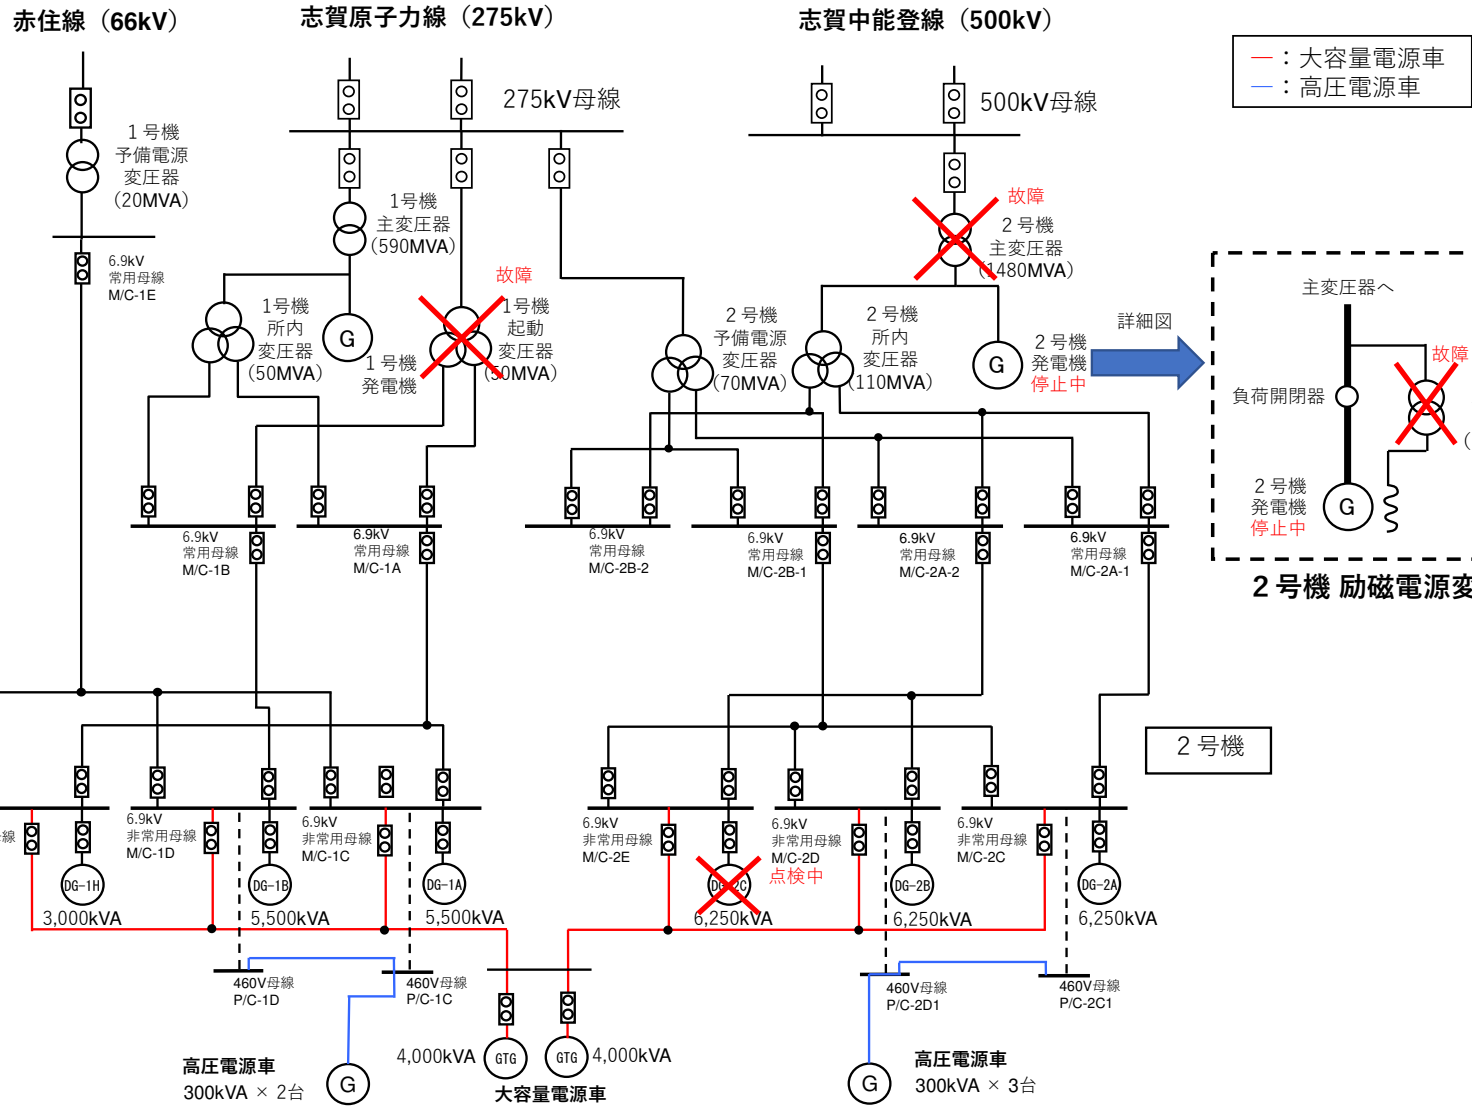 赤住線（66kV）
志賀原子力線（275kV）
志賀中能登線（500kV）
―：大容量電源車
―：高圧電源車
275kV母線
500kV母線
１号機
予備電源
変圧器
（20MVA）
1号機
主変圧器
（590MVA）
故障
２号機
主変圧器
（1480MVA）
6.9kV
常用母線
M/C-1E
1号機
所内
変圧器
（50MVA）
G
１号機
発電機
故障
1号機
起動
変圧器
（50MVA）
２号機
予備電源
変圧器
（70MVA）
２号機
所内
変圧器
（110MVA）
G
２号機
発電機
停止中
詳細図
主変圧器へ
故障
負荷開閉器
（
２号機
発電機
停止中
G
２号機 励磁電源変
6.9kV
常用母線
M/C-1B
6.9kV
常用母線
M/C-1A
6.9kV
常用母線
M/C-2B-2
6.9kV
常用母線
M/C-2B-1
6.9kV
常用母線
M/C-2A-2
6.9kV
常用母線
M/C-2A-1
２号機
線
6.9kV
非常用母線
M/C-1D
6.9kV
非常用母線
M/C-1C
6.9kV
非常用母線
M/C-2E
6.9kV
非常用母線
M/C-2D
点検中
6.9kV
非常用母線
M/C-2C
DG-1H
3,000kVA
DG-1B
5,500kVA
DG-1A
5,500kVA
DG-2C
6,250kVA
DG-2B
6,250kVA
DG-2A
6,250kVA
460V母線
P/C-1D
460V母線
P/C-1C
460V母線
P/C-2D1
460V母線
P/C-2C1
高圧電源車
300kVA × 2台
G
4,000kVA
GTG
GTG
4,000kVA
大容量電源車
G
高圧電源車
300kVA × 3台